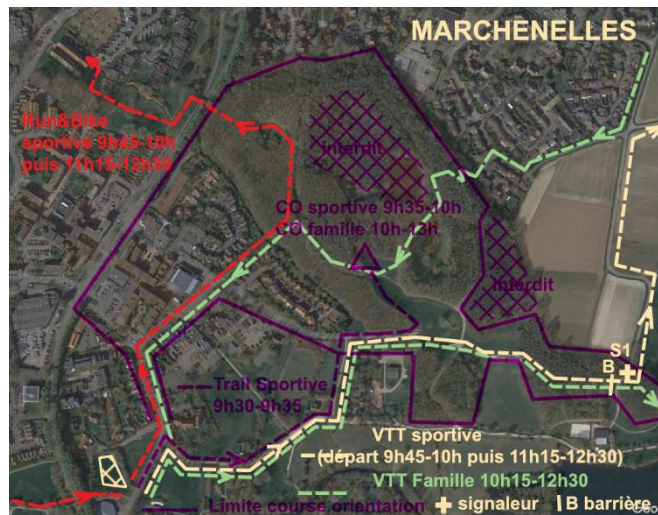 MARCHENELLES
Run&Bike
sportive 9h45-10h
puis 11h15-12h30
interdit
CO sportive 9h35-10h
CO famille 10h-13h
interdit
S1
B
Trail Sportive
9h30-9h35
VTT sportive
(départ 9h45-10h puis 11h15-12h30)
VTT Famille 10h15-12h30
Limite course orientation
signaleur
B barrière
Goo